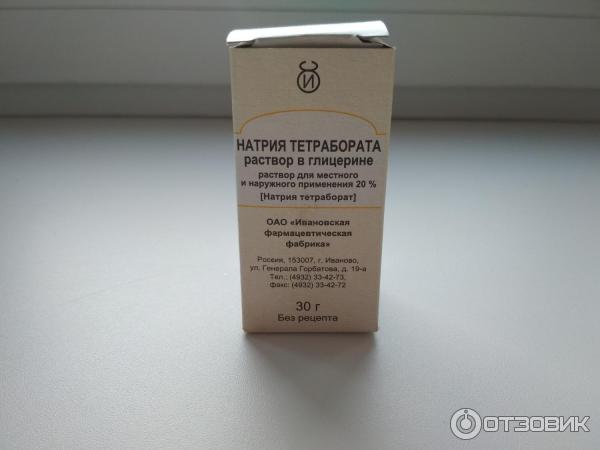 И
НАТРИЯ ТЕТРАБОРАТА
раствор в глицерине
раствор для местного
и наружного применения 20 %
[Натрия тетраборат]
ОАО «Ивановская
фармацевтическая
фабрика»
Россия, 153007, г. Иваново,
ул. Генерала Горбатова, д. 19-а
Тел.: (4932) 33-42-73,
факс: (4932) 33-42-72
30 г
Без рецепта
ОТЗОВИК